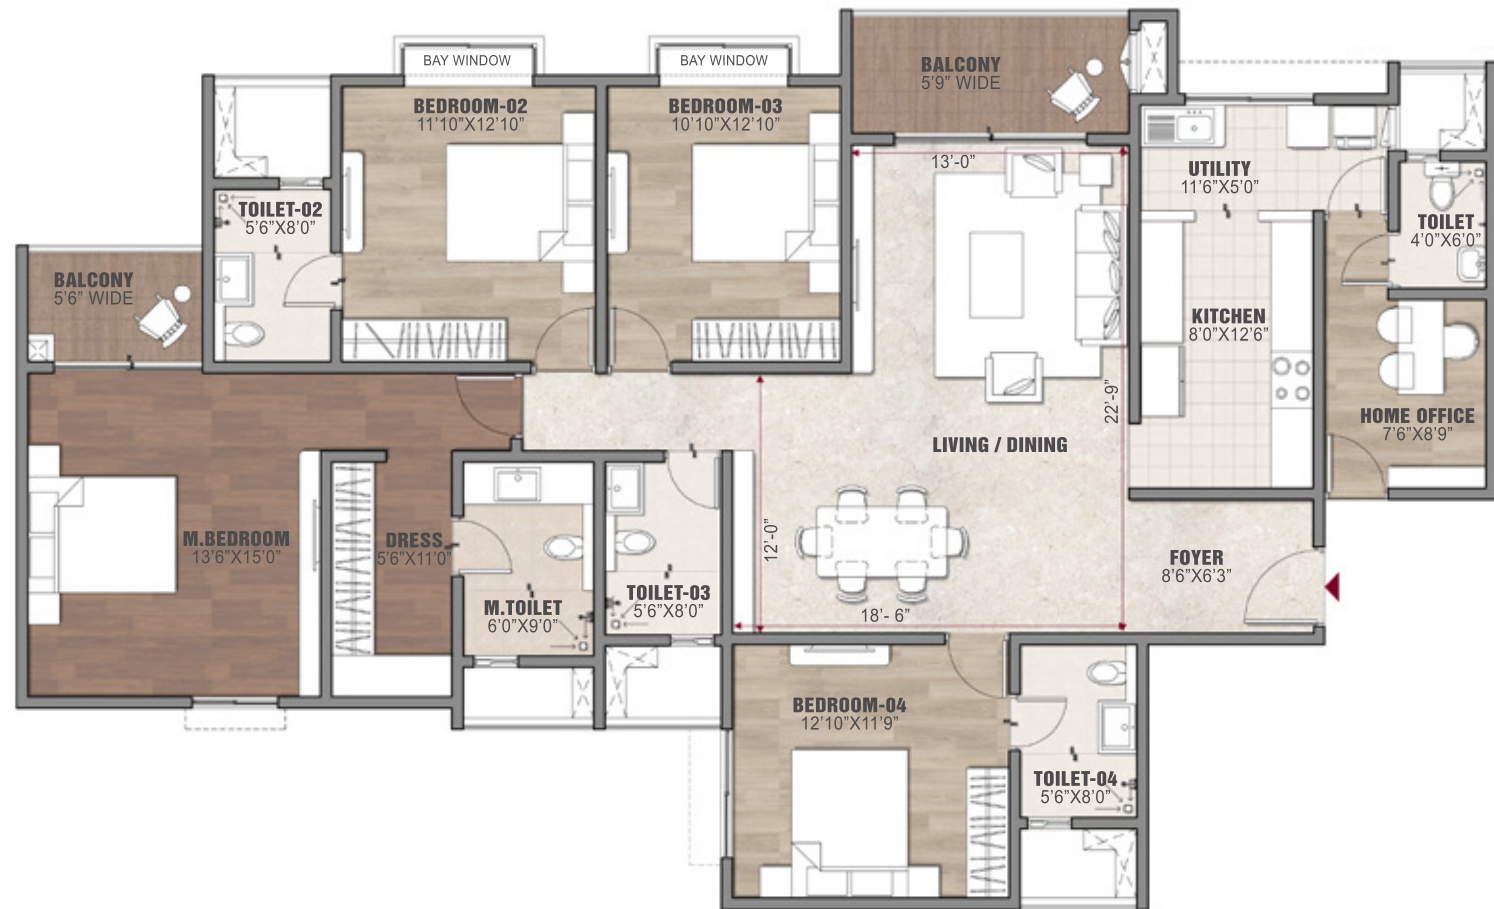 BAY WINDOW
BAY WINDOW
BALCONY
5'9" WIDE
BEDROOM-02
11'10"X12'10"
BEDROOM-03
10'10"X12'10"
13'-0"
UTILITY
11'6"X5'0"
TOILET-02
5'6"X8'0"
TOILET
4'0"X6'0"
BALCONY
5'6" WIDE
KITCHEN
8'0"X12'6"
22'-9"
HOME OFFICE
7'6"X8'9"
LIVING / DINING
M.BEDROOM
13'6"X15'0"
DRESS
5'6"X11'0"
12'-0"
FOYER
8'6"X6'3"
M.TOILET
6'0"X9'0"
TOILET-03
5'6"X8'0"
18'- 6"
BEDROOM-04
12'10"X11'9"
TOILET-04
5'6"X8'0"